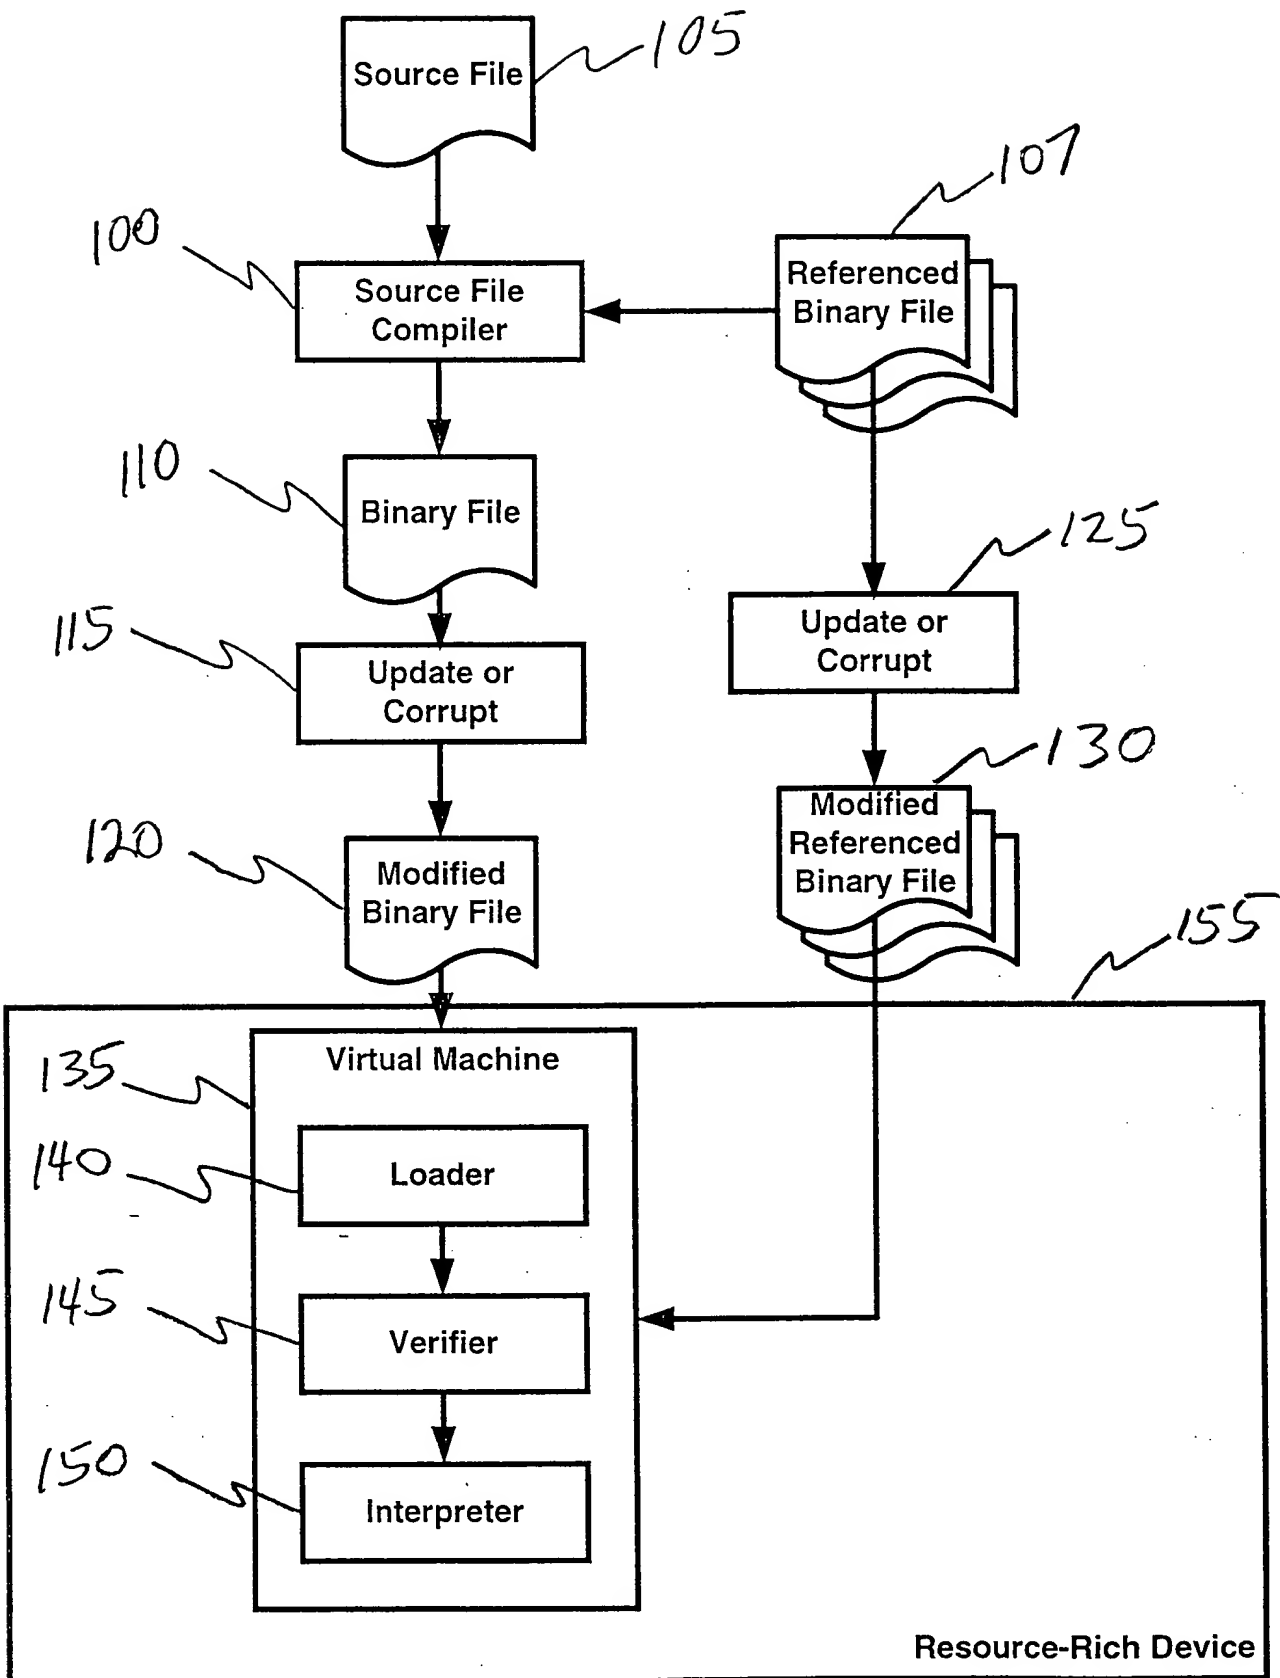 105
Source File
107
100
Referenced
Binary File
Source File
Compiler
110
Binary File
125
115
Update or
Corrupt
Update or
Corrupt
130
Modified
Referenced
Binary File
120
Modified
Binary File
155
Virtual Machine
135
140
Loader
145
Verifier
150
Interpreter
Resource-Rich Device